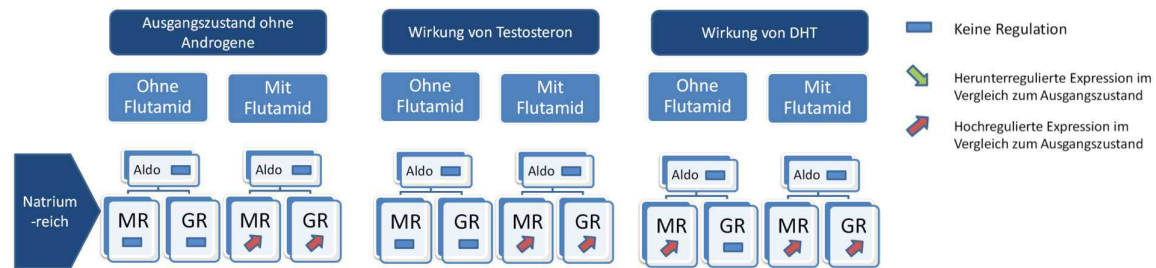 Ausgangszustand ohne
Androgene
Wirkung von Testosteron
Wirkung von DHT
Keine Regulation
Ohne
Flutamid
Mit
Flutamid
Ohne
Flutamid
Mit
Flutamid
Ohne
Flutamid
Mit
Flutamid
Herunterregulierte Expression im
Vergleich zum Ausgangszustand
Hochregulierte Expression im
Vergleich zum Ausgangszustand
Natrium
-reich
Aldo
MR
GR
Aldo
MR
GR
Aldo
MR
GR
Aldo
MR
GR
Aldo
MR
GR
Aldo
MR
GR